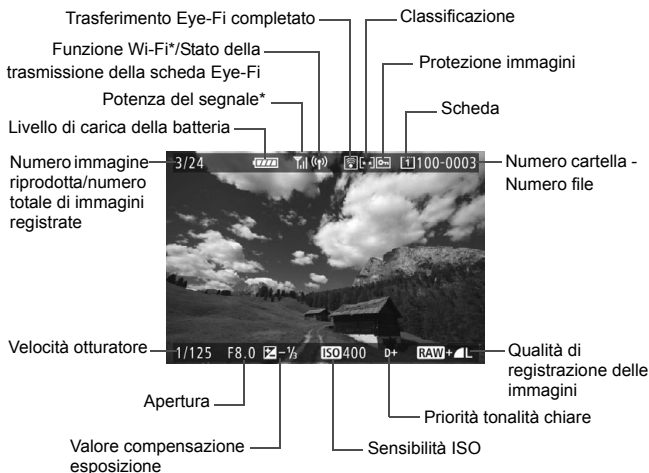 Trasferimento Eye-Fi completato
Classificazione
Funzione Wi-Fi*/Stato della
trasmissione della scheda Eye-Fi
Protezione immagini
Potenza del segnale*
Scheda
Livello di carica della batteria
Numero immagine
riprodotta/numero
totale di immagini
registrate
3/24
1 100-0003
Numero cartella -
Numero file
Velocità otturatore
1/125 F8.0 -1/3 ISO 400 D+ RAW+ L
Qualità di
registrazione delle
immagini
Apertura
Priorità tonalità chiare
Valore compensazione
esposizione
Sensibilità ISO